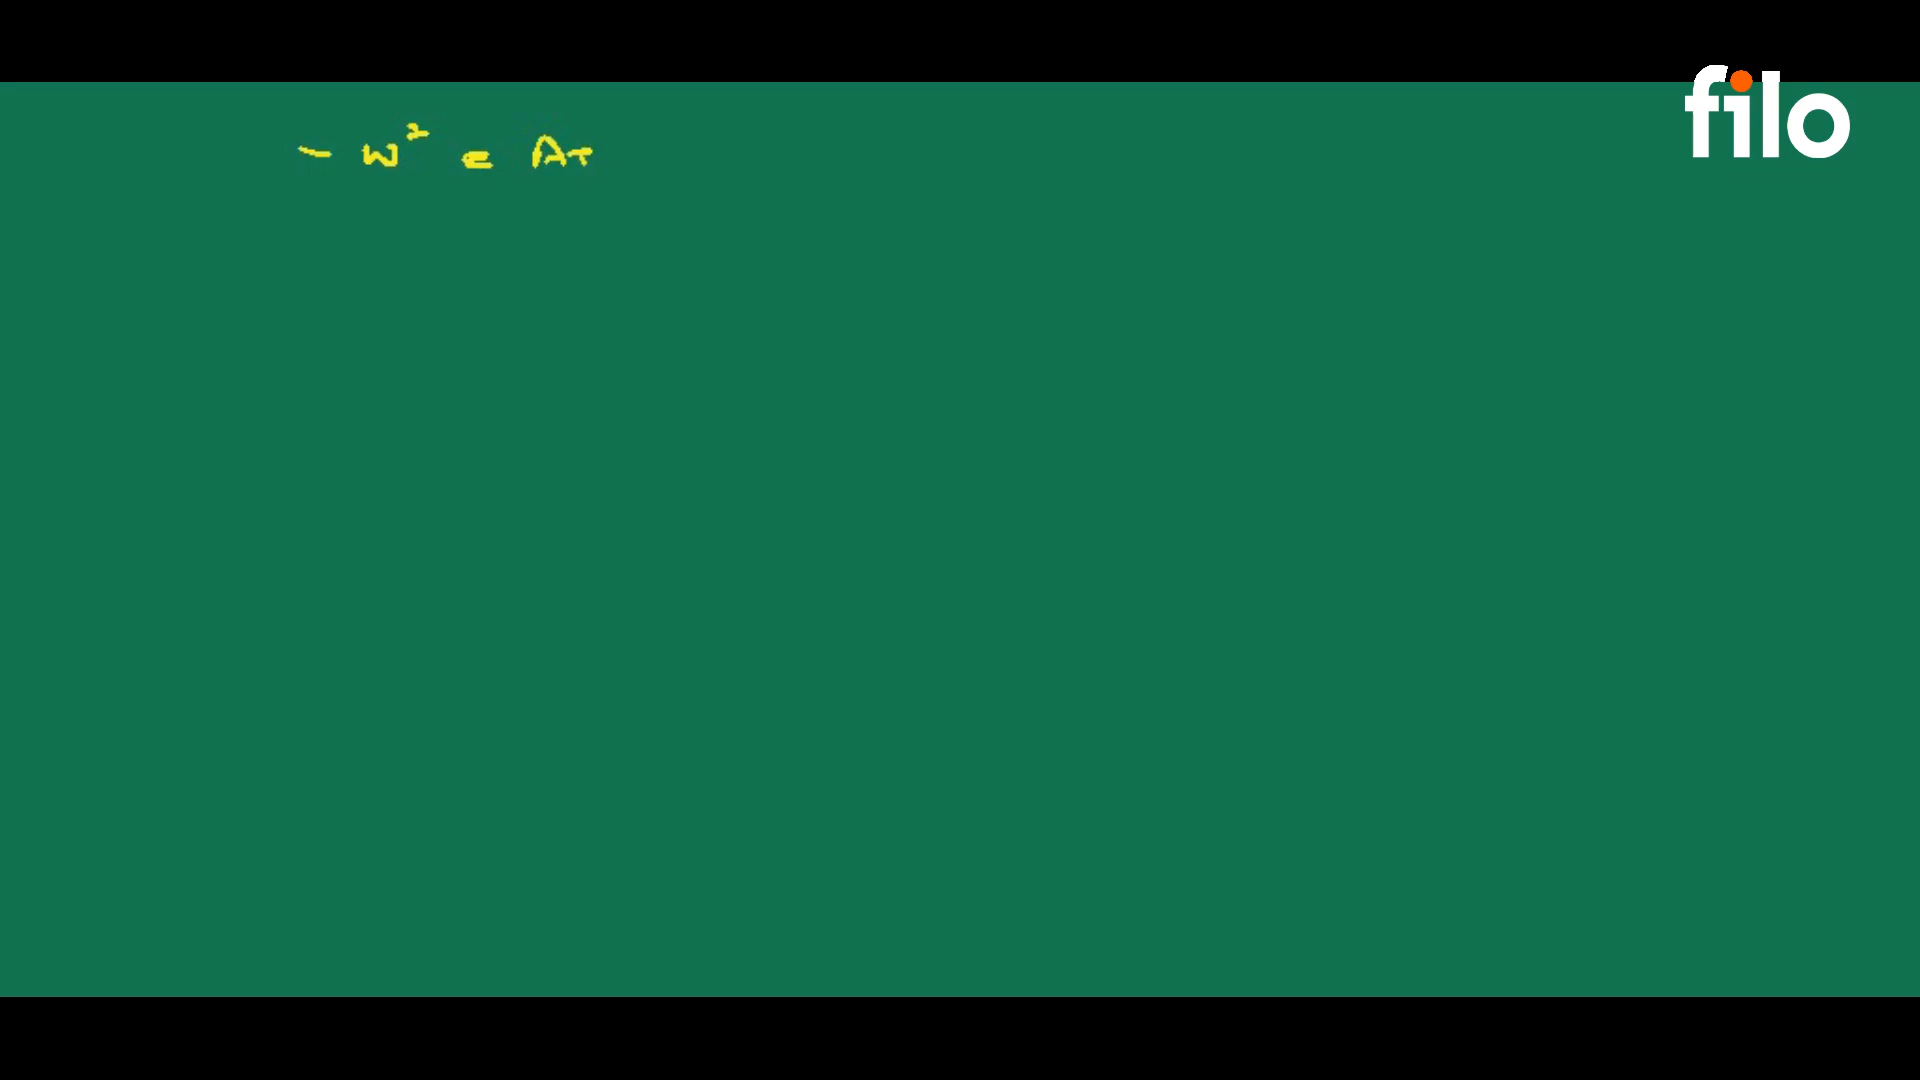 filo
- w² = Ar